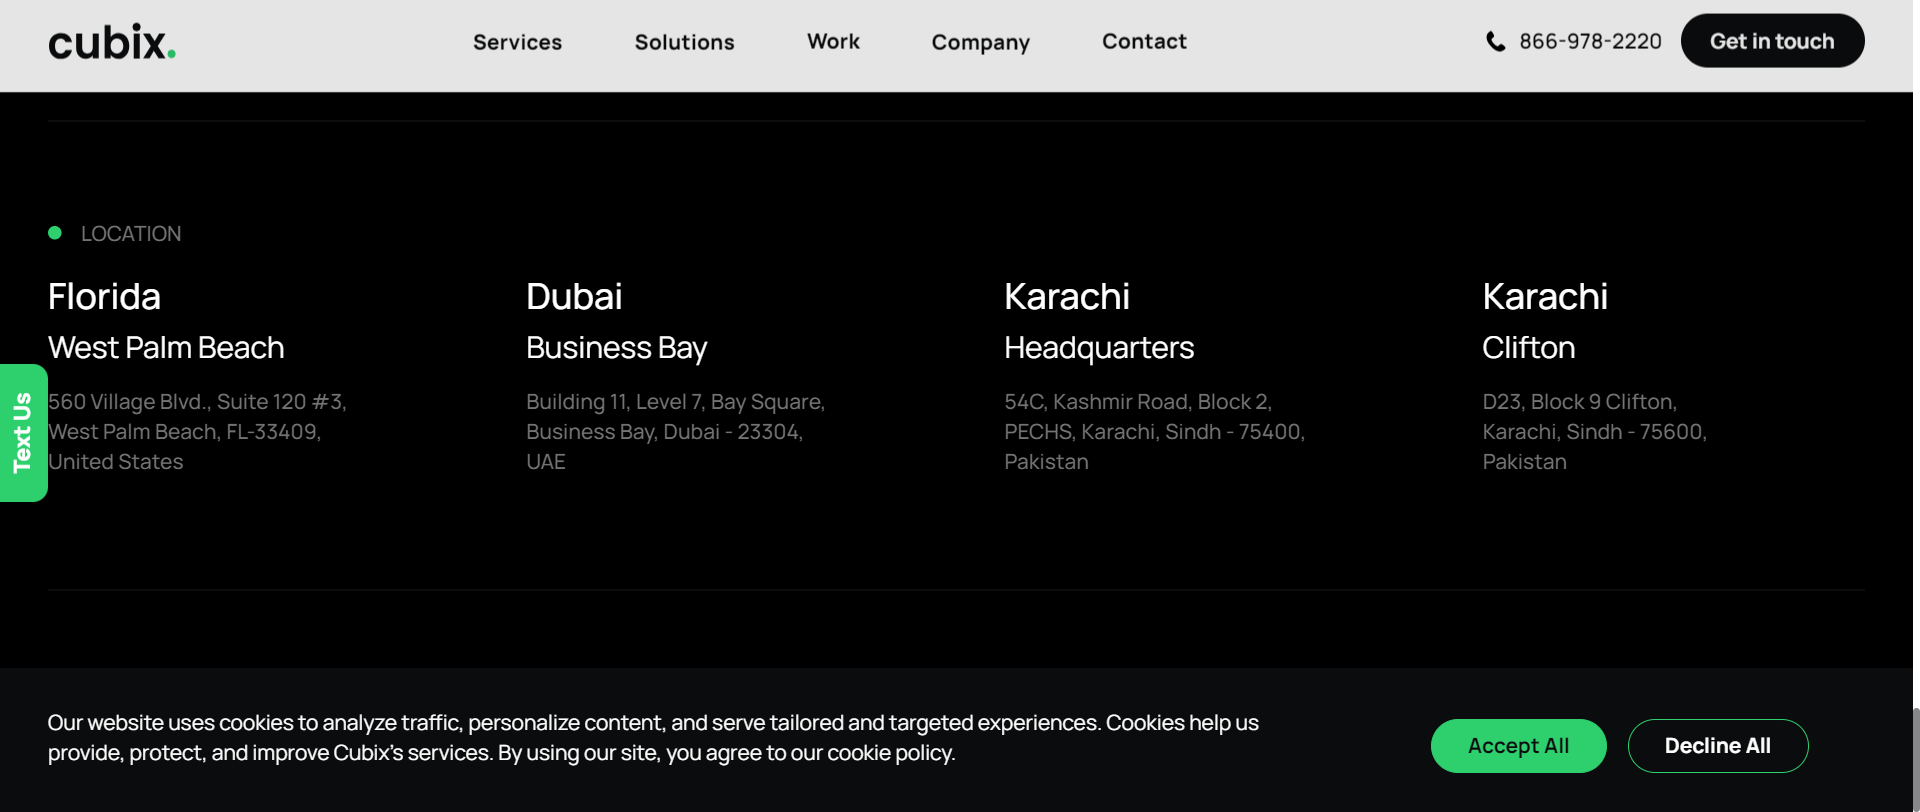 cubix.
Services
Solutions
Work
Company
Contact
866-978-2220
Get in touch
LOCATION
Florida
West Palm Beach
560 Village Blvd., Suite 120 #3,
West Palm Beach, FL-33409,
United States
Dubai
Business Bay
Building 11, Level 7, Bay Square,
Business Bay, Dubai - 23304,
UAE
Karachi
Headquarters
54C, Kashmir Road, Block 2,
PECHS, Karachi, Sindh - 75400,
Pakistan
Karachi
Clifton
D23, Block 9 Clifton,
Karachi, Sindh - 75600,
Pakistan
Text Us
Our website uses cookies to analyze traffic, personalize content, and serve tailored and targeted experiences. Cookies help us
provide, protect, and improve Cubix's services. By using our site, you agree to our cookie policy.
Accept All
Decline All